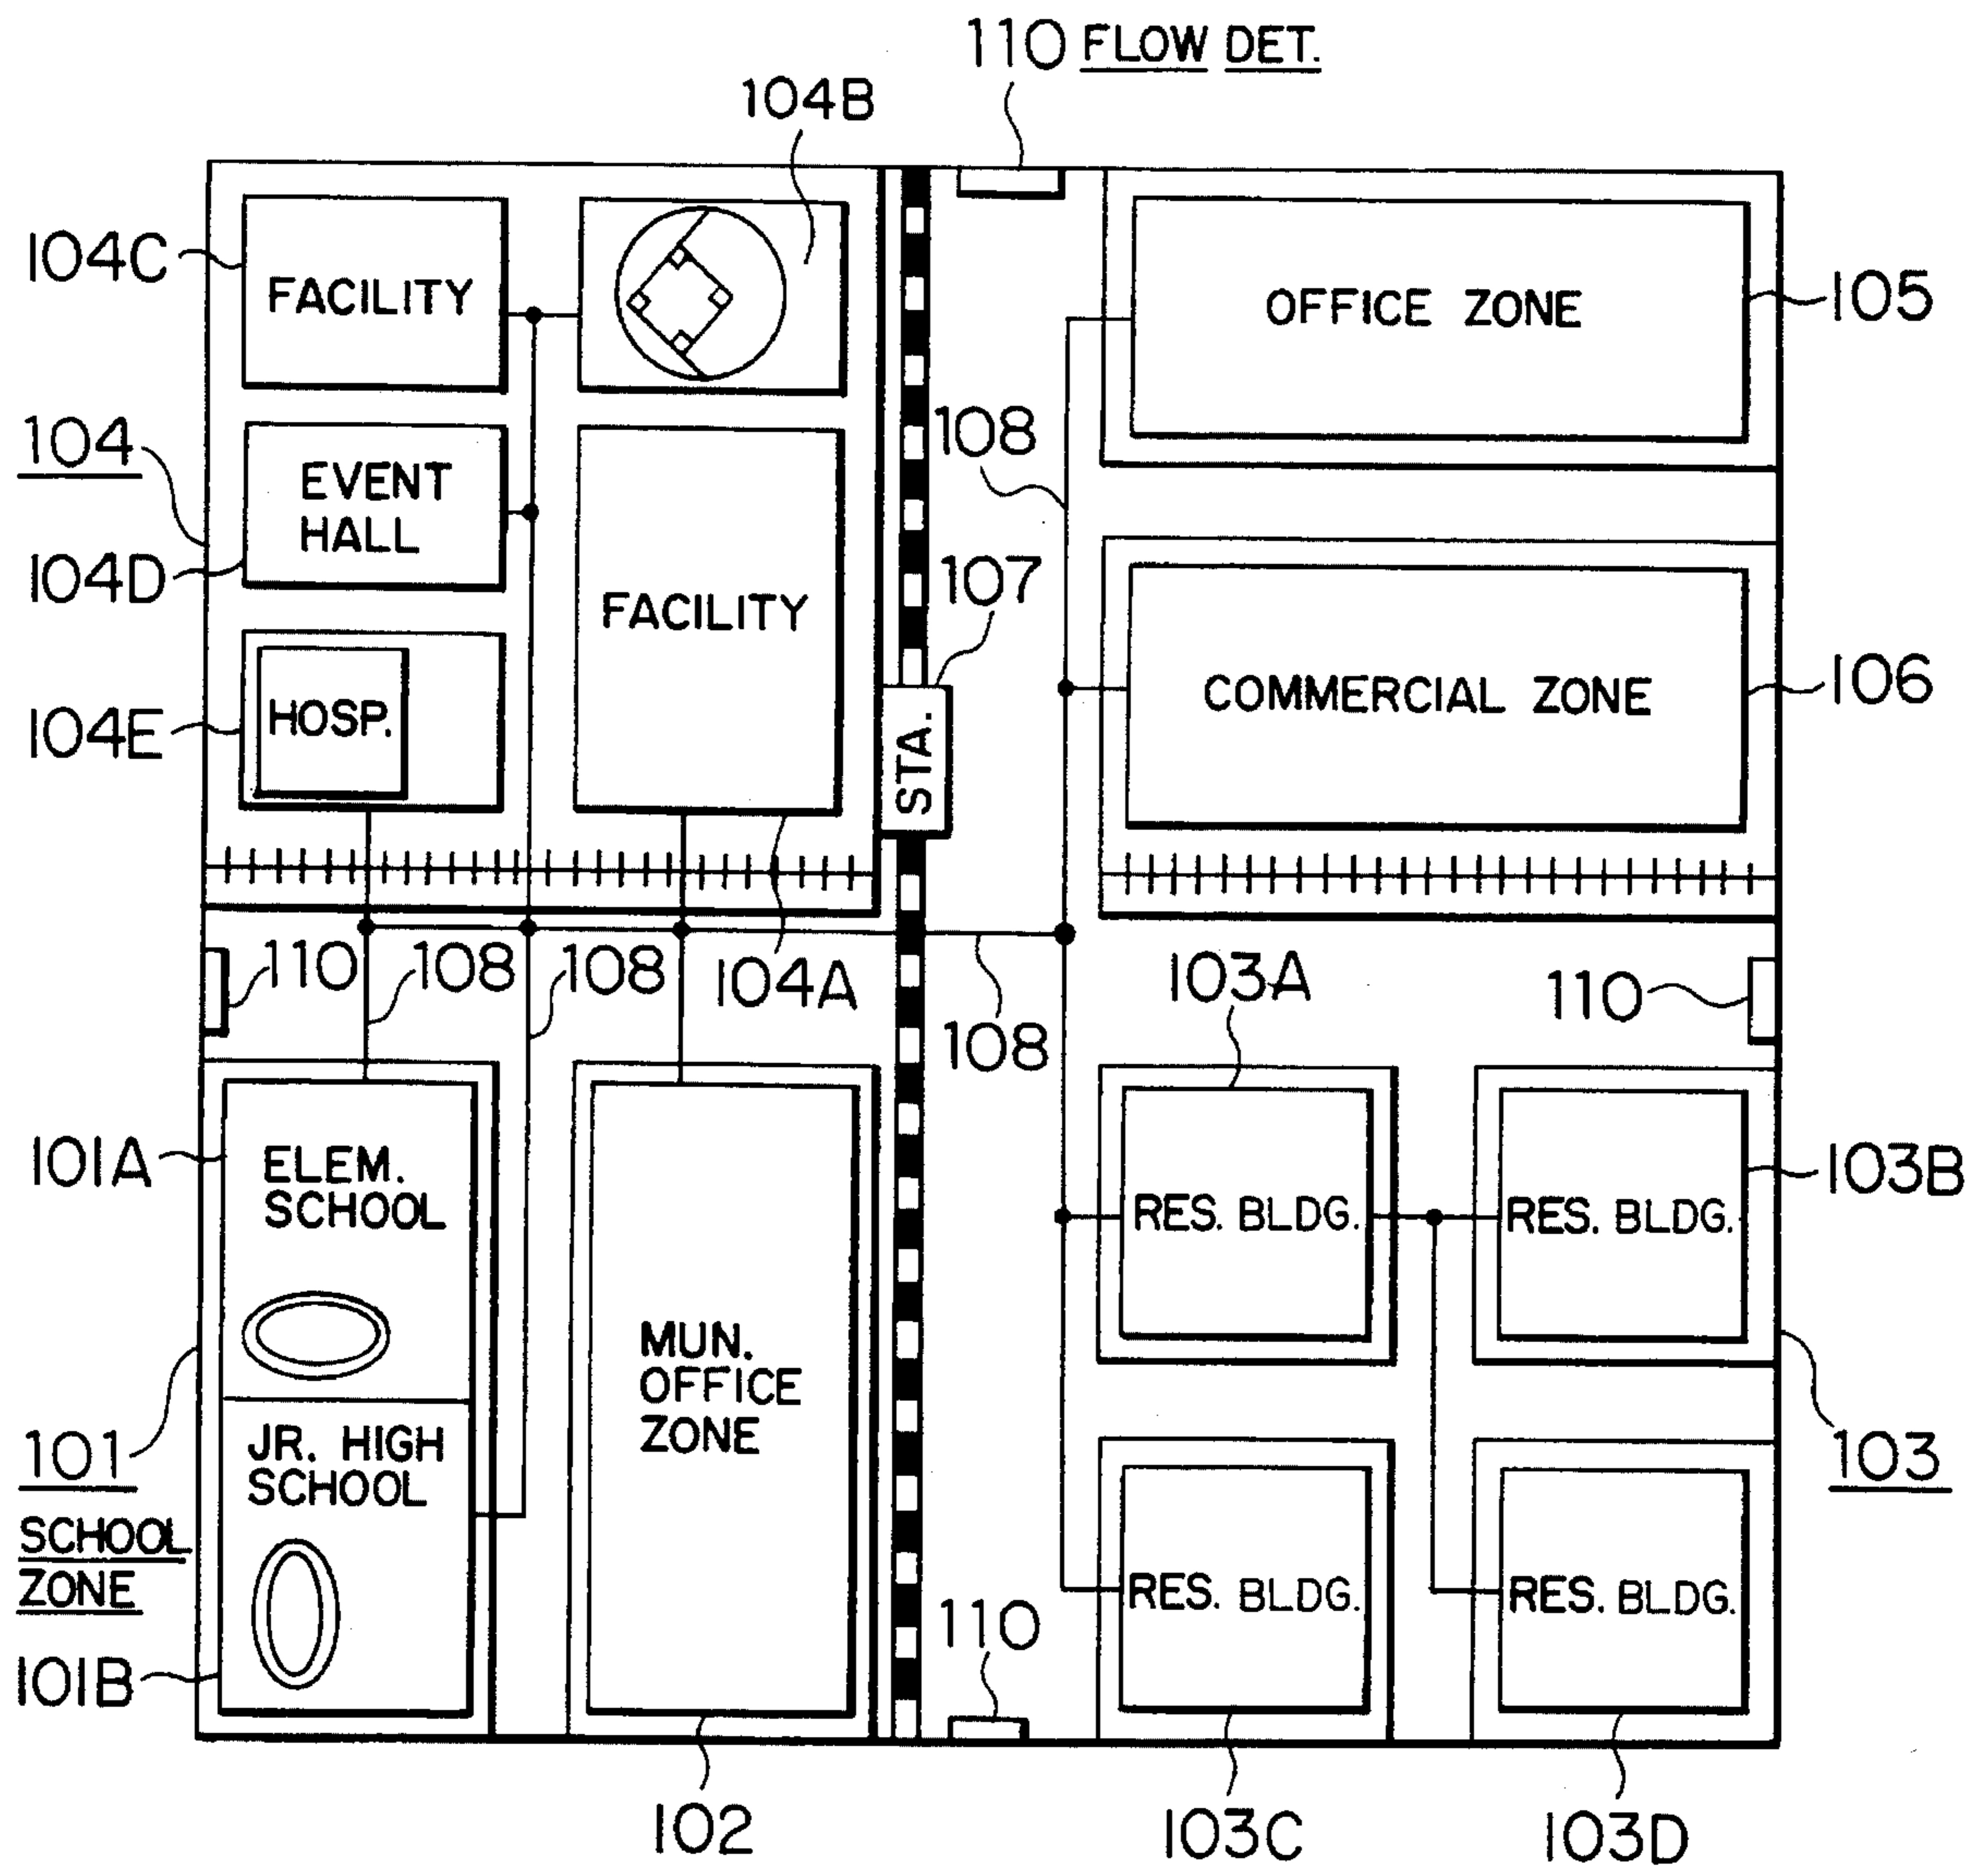 110 FLOW DET.
104B
104C
FACILITY
OFFICE ZONE
105
104
EVENT
HALL
108
104D
107
FACILITY
COMMERCIAL ZONE
106
104E
HOSP.
STA.
110
108
108
104A
108
103A
110
101A
ELEM.
SCHOOL
103B
RES. BLDG.
RES. BLDG.
MUN.
OFFICE
ZONE
101
SCHOOL
ZONE
JR. HIGH
SCHOOL
103
RES. BLDG.
RES. BLDG.
110
101B
102
103C
103D